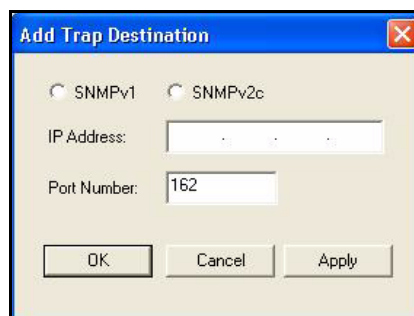 Add Trap Destination
SNMPv1 SNMPv2c
IP Address: . . .
Port Number: 162
OK Cancel Apply